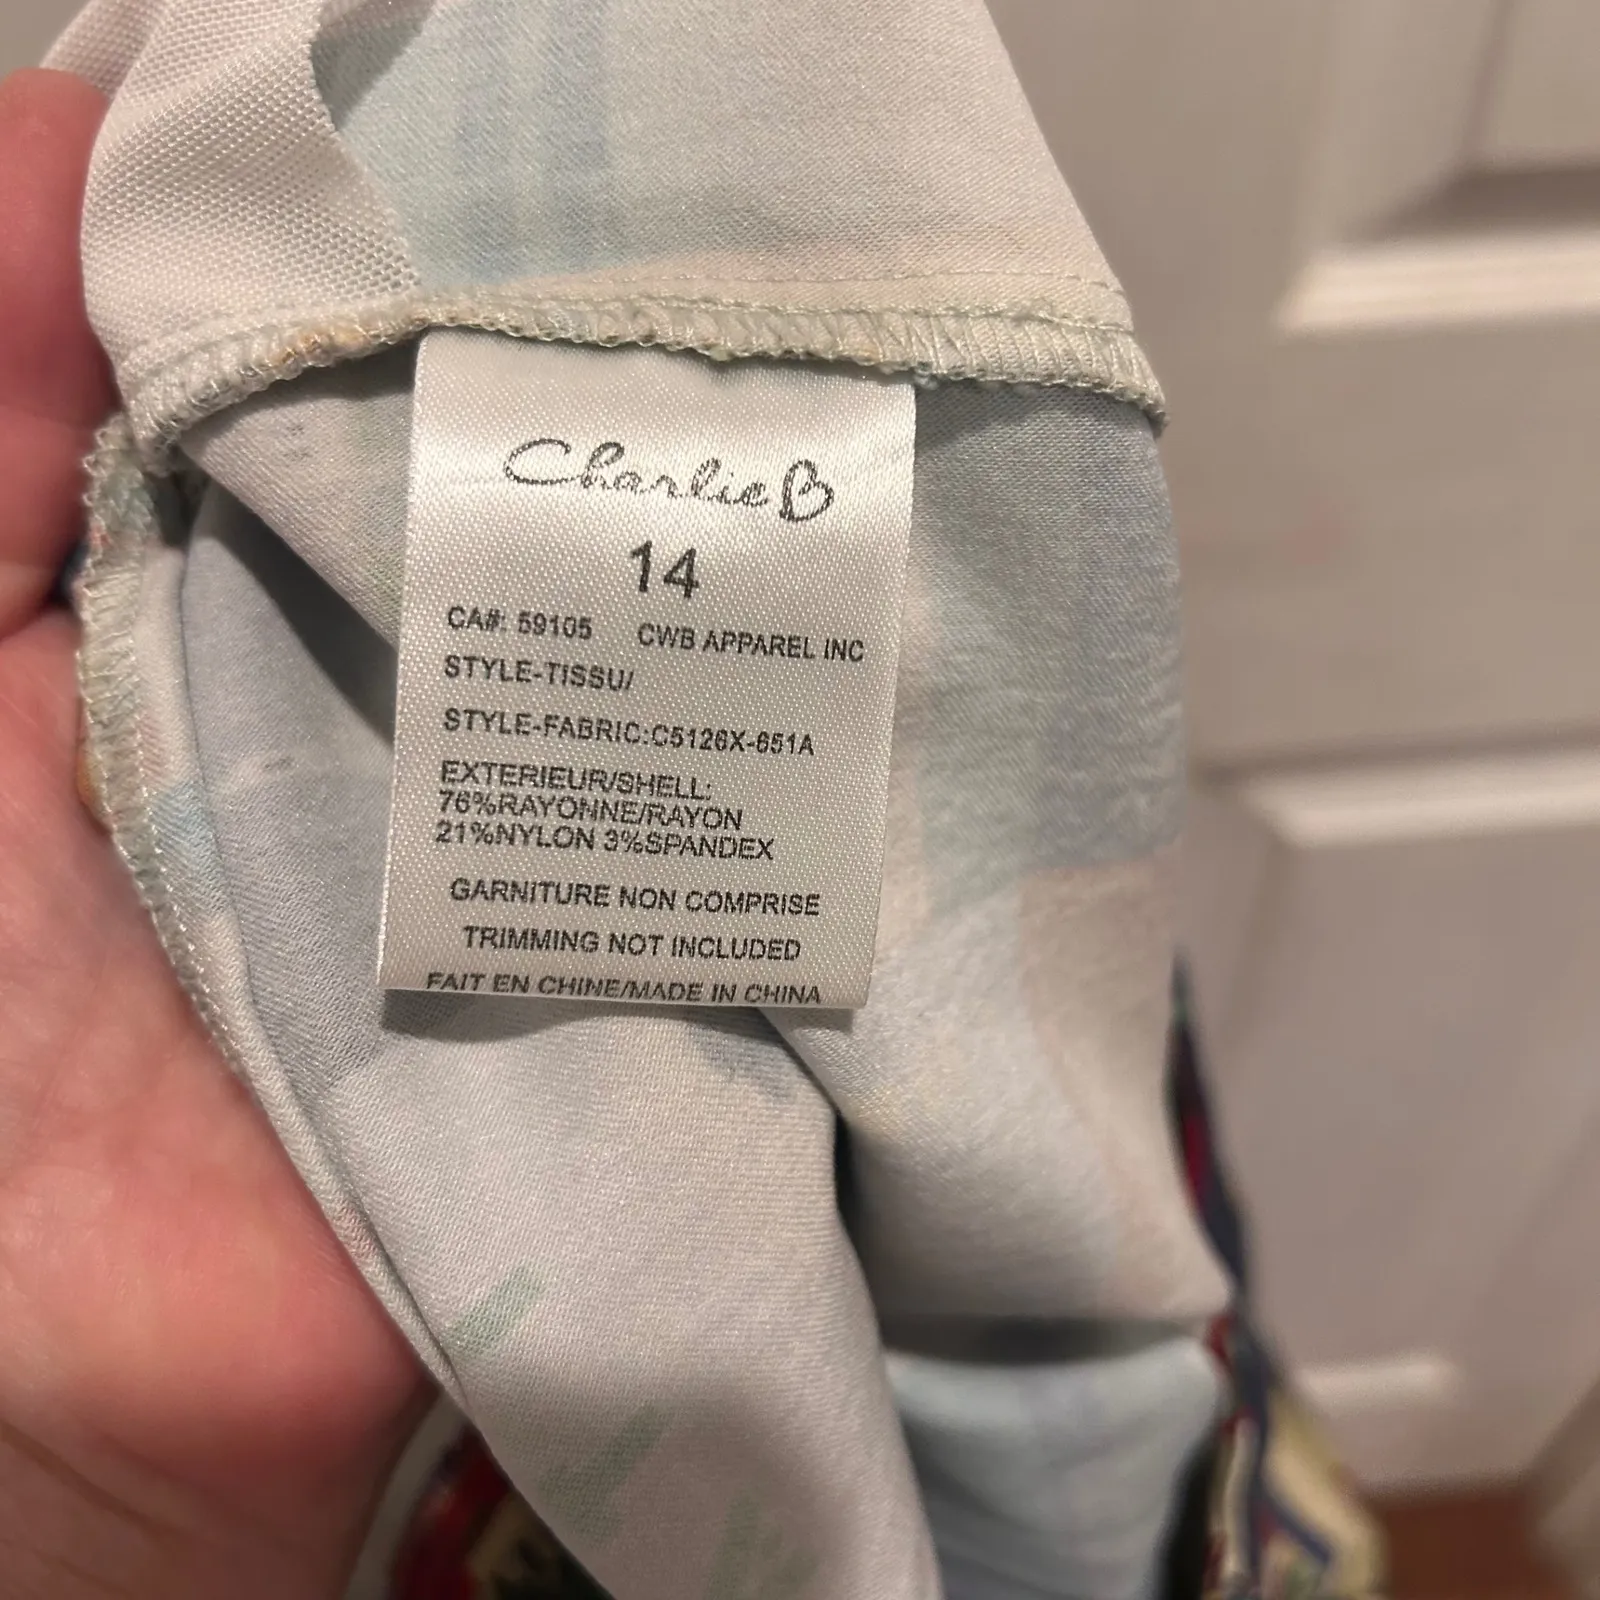 Charlie B
14
CA#: 59105 CWB APPAREL INC
STYLE-TISSU/
STYLE-FABRIC:C5126X-651A
EXTERIEUR/SHELL:
76%RAYONNE/RAYON
21%NYLON 3%SPANDEX
GARNITURE NON COMPRISE
TRIMMING NOT INCLUDED
FAIT EN CHINE/MADE IN CHINA